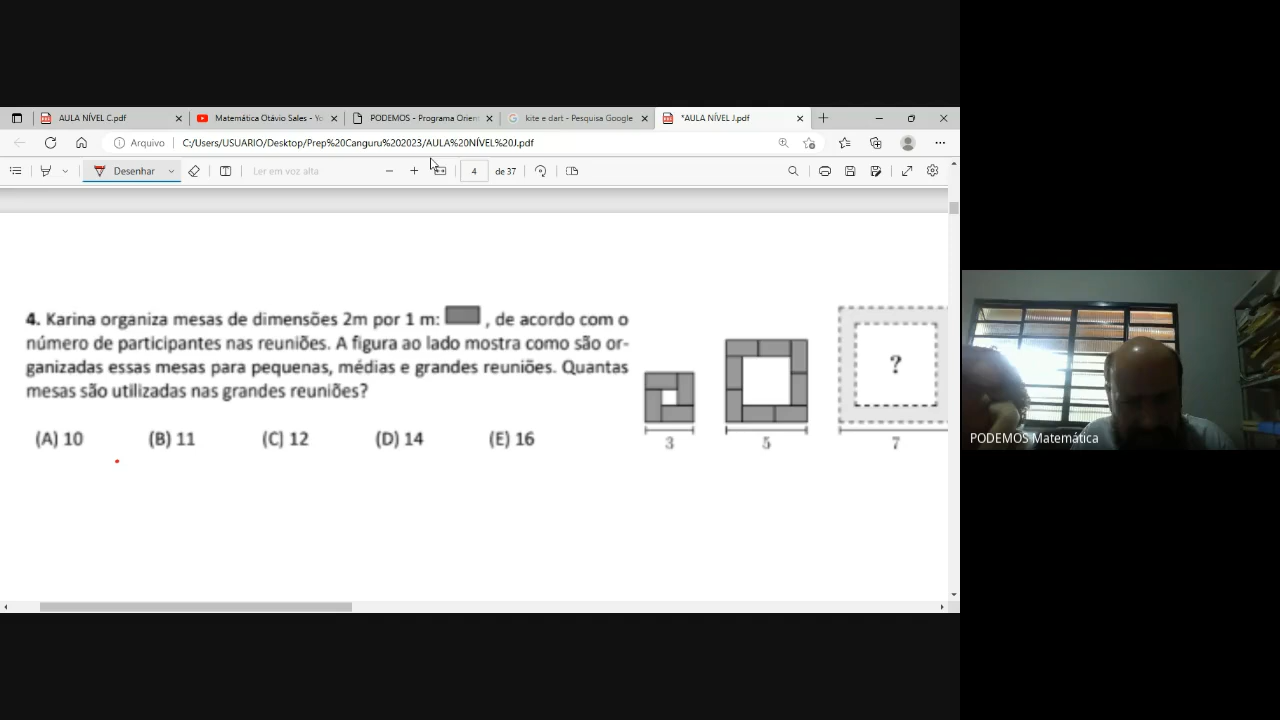 AULA NÍVEL C.pdf
Matemática Otávio Sales - Yo
PODEMOS - Programa Orien
kite e dart - Pesquisa Google
*AULA NÍVEL J.pdf
Arquivo
C:/Users/USUARIO/Desktop/Prep%20Canguru%202023/AULA%20NÍVEL%20J.pdf
Desenhar
Ler em voz alta
4
de 37
4. Karina organiza mesas de dimensões 2m por 1 m: , de acordo com o
número de participantes nas reuniões. A figura ao lado mostra como são or-
ganizadas essas mesas para pequenas, médias e grandes reuniões. Quantas
mesas são utilizadas nas grandes reuniões?
(A) 10 (B) 11 (C) 12 (D) 14 (E) 16
?
3 5 7
PODEMOS Matemática